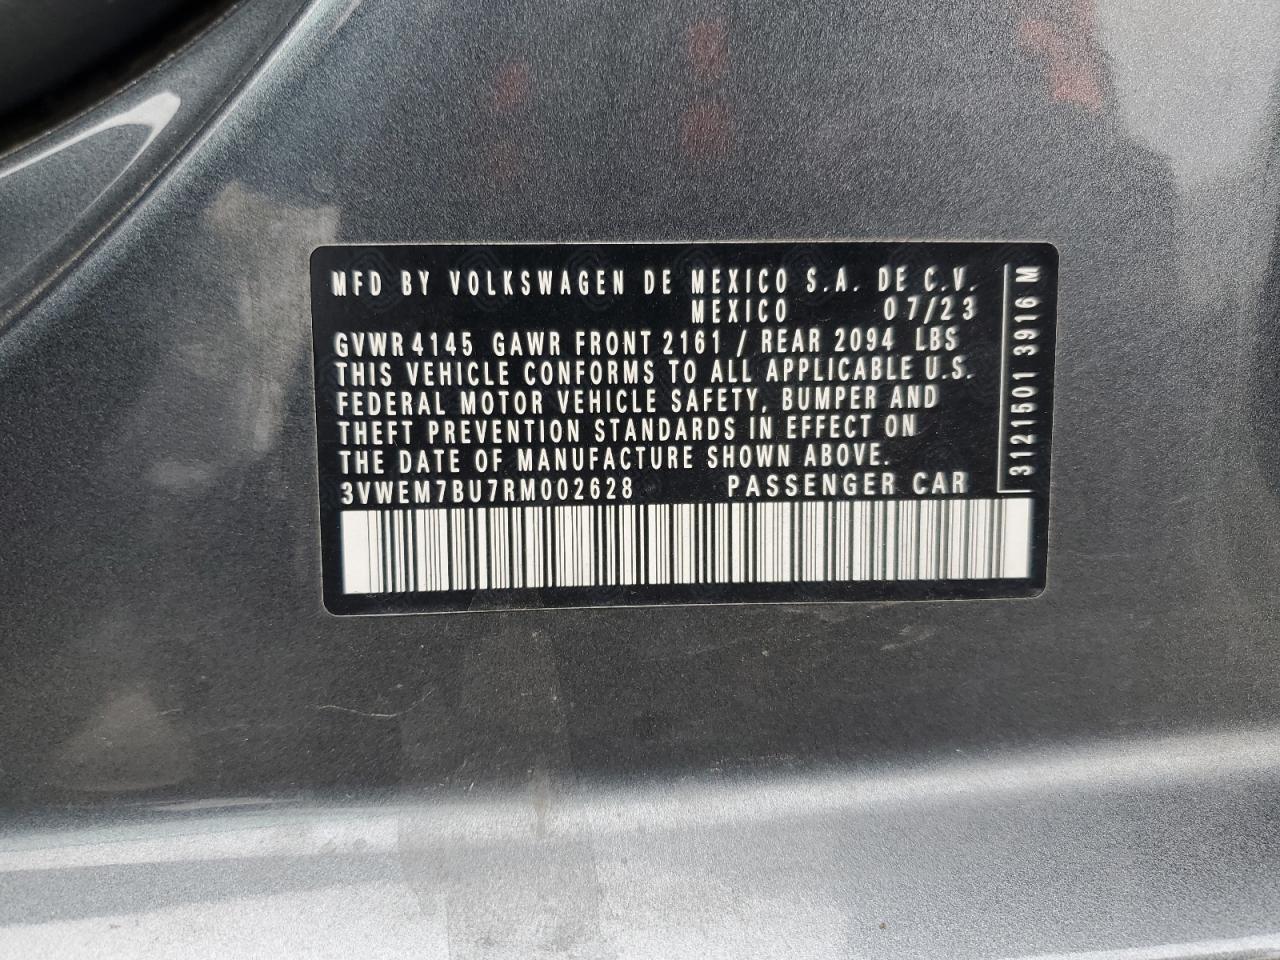 MFD BY VOLKSWAGEN DE MEXICO S.A. DE C.V.
MEXICO 07/23
GVWR 4145 GAWR FRONT 2161 / REAR 2094 LBS
THIS VEHICLE CONFORMS TO ALL APPLICABLE U.S.
FEDERAL MOTOR VEHICLE SAFETY, BUMPER AND
THEFT PREVENTION STANDARDS IN EFFECT ON
THE DATE OF MANUFACTURE SHOWN ABOVE.
3VWEM7BU7RM002628 PASSENGER CAR
3121501 3916 M